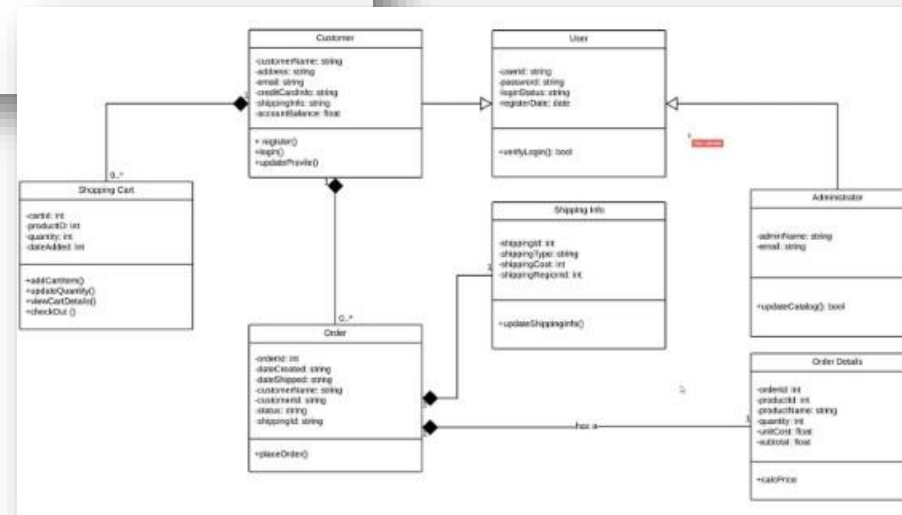 Customer
-customerName: string
-address: string
-email: string
-creditCardInfo: string
-shippingInfo: string
-accountBalance: float
+ register()
+login()
+updateProfile()
User
-userId: string
-password: string
-loginStatus: string
-registerDate: date
+verifyLogin(): bool
1
0..*
Shopping Cart
-cartId: int
-productID: int
-quantity: int
-dateAdded: int
+addCartItem()
+updateQuantity()
+viewCartDetails()
+checkOut ()
1
0..*
Shipping Info
-shippingId: int
-shippingType: string
-shippingCost: int
-shippingRegionId: int
+updateShippingInfo()
1
Administrator
-adminName: string
-email: string
+updateCatalog(): bool
Order
-orderId: int
-dateCreated: string
-dateShipped: string
-customerName: string
-customerId: string
-status: string
-shippingId: string
+placeOrder()
has a
1
Order Details
-orderId: int
-productId: int
-productName: string
-quantity: int
-unitCost: float
-subtotal: float
+calcPrice